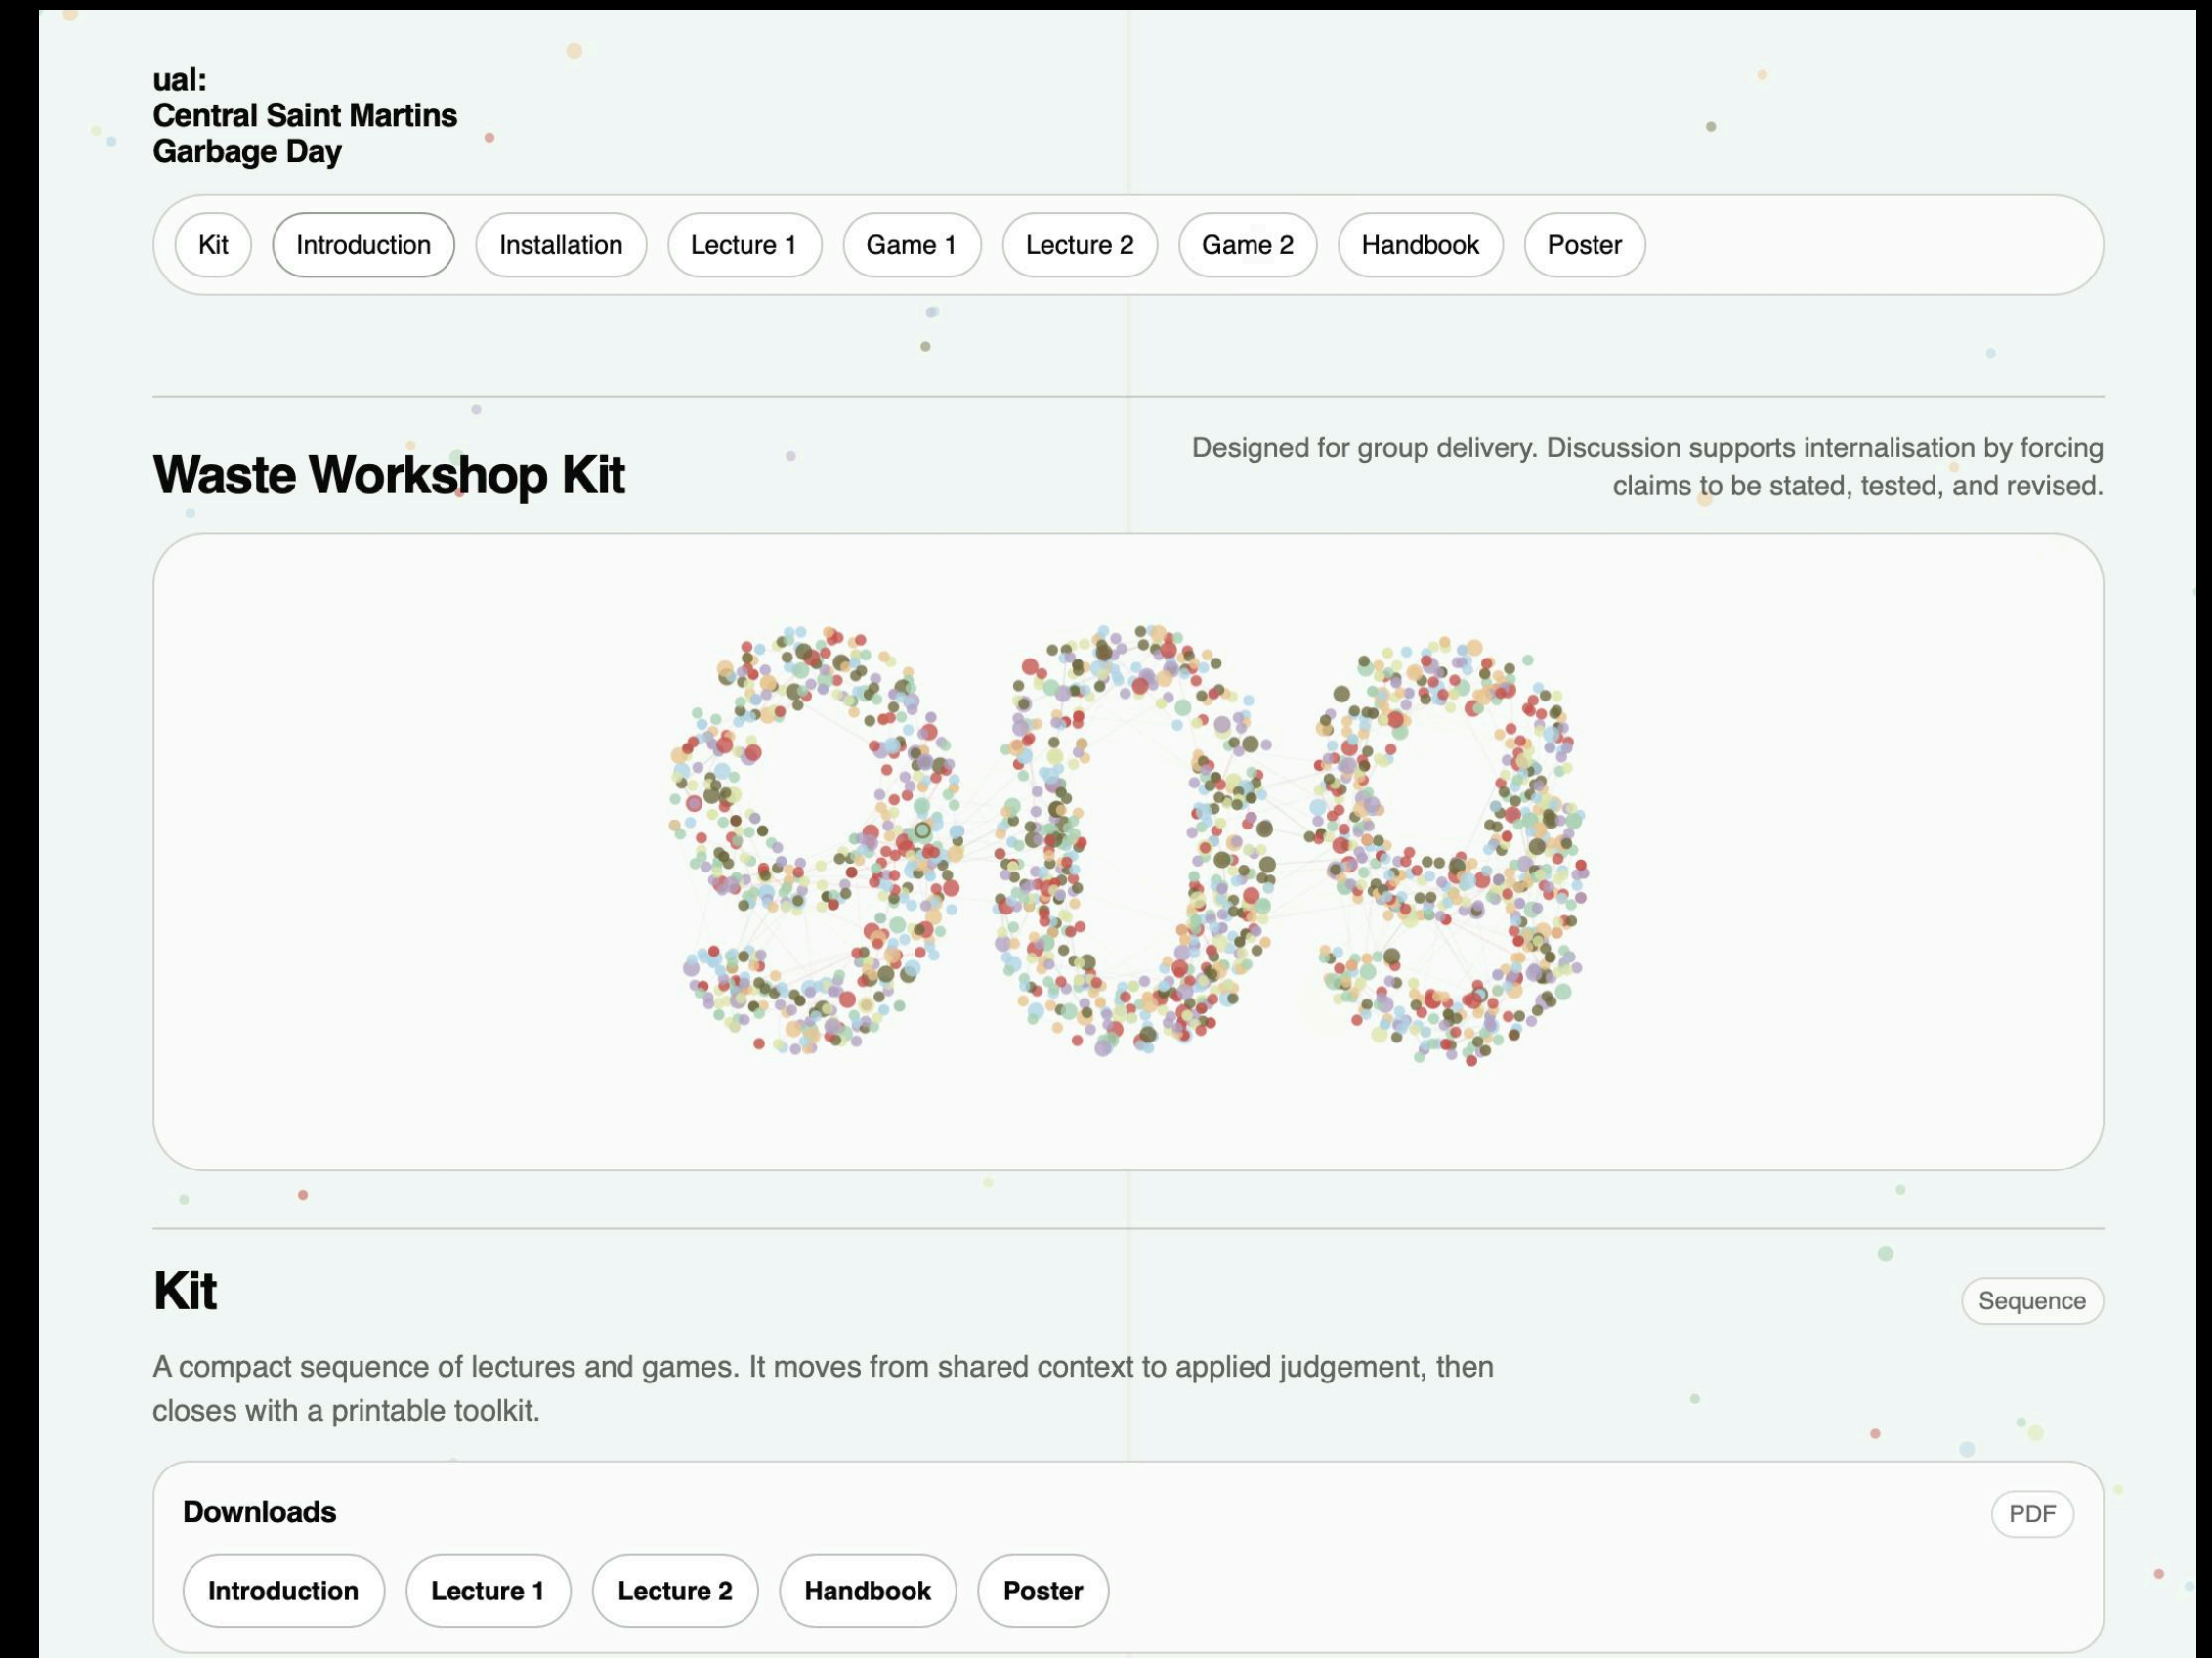 ual:
Central Saint Martins
Garbage Day
Kit
Introduction
Installation
Lecture 1
Game 1
Lecture 2
Game 2
Handbook
Poster
Waste Workshop Kit
Designed for group delivery. Discussion supports internalisation by forcing
claims to be stated, tested, and revised.
909
Kit
Sequence
A compact sequence of lectures and games. It moves from shared context to applied judgement, then
closes with a printable toolkit.
Downloads
PDF
Introduction
Lecture 1
Lecture 2
Handbook
Poster